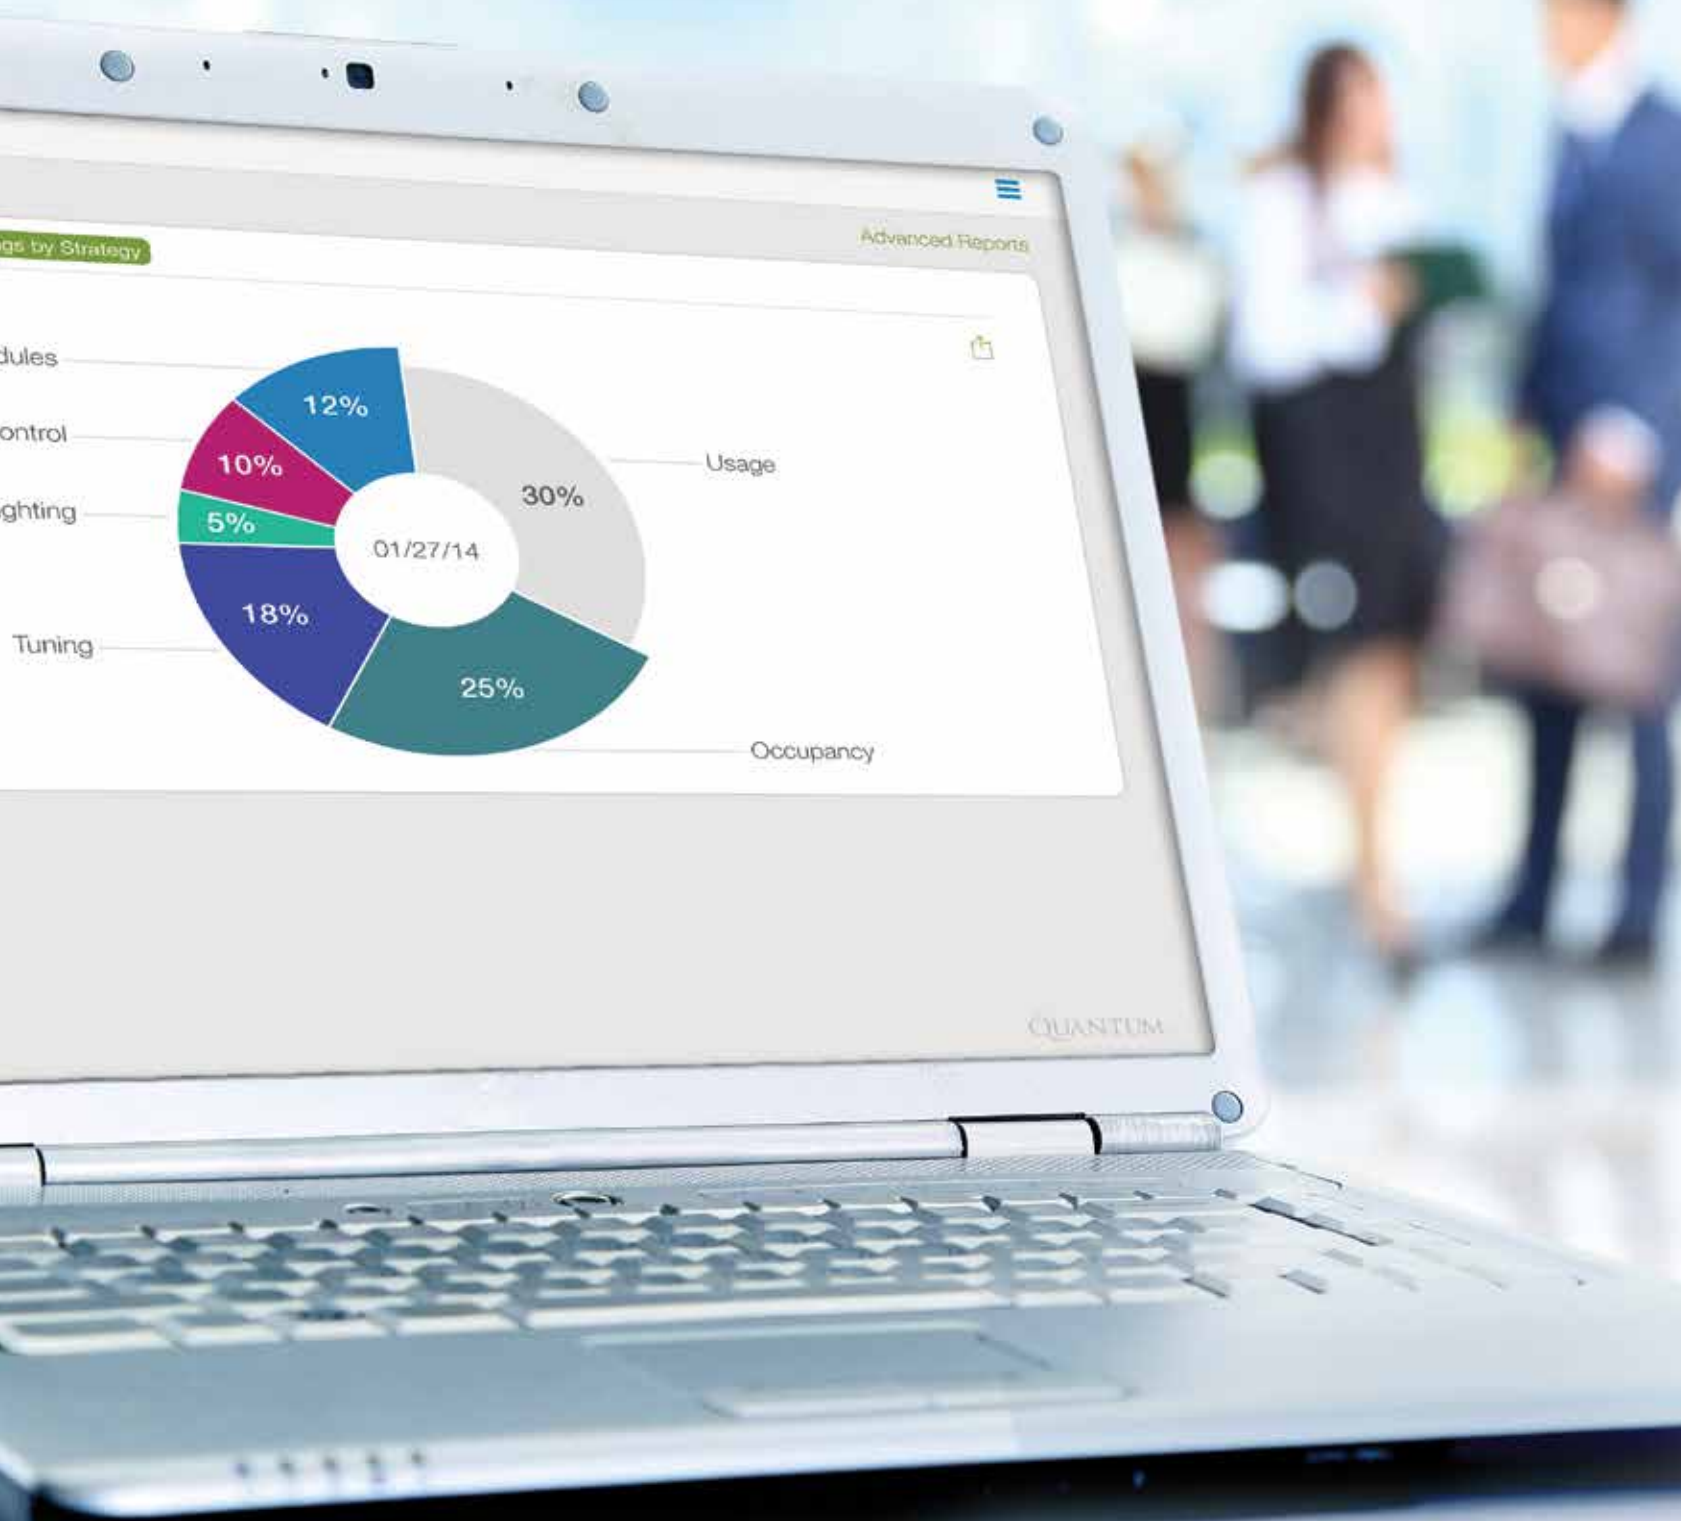 Advanced Reports
ngs by Strategy
dules
12%
ontrol
10%
Usage
30%
ghting
5%
01/27/14
18%
Tuning
25%
Occupancy
QUANTUM